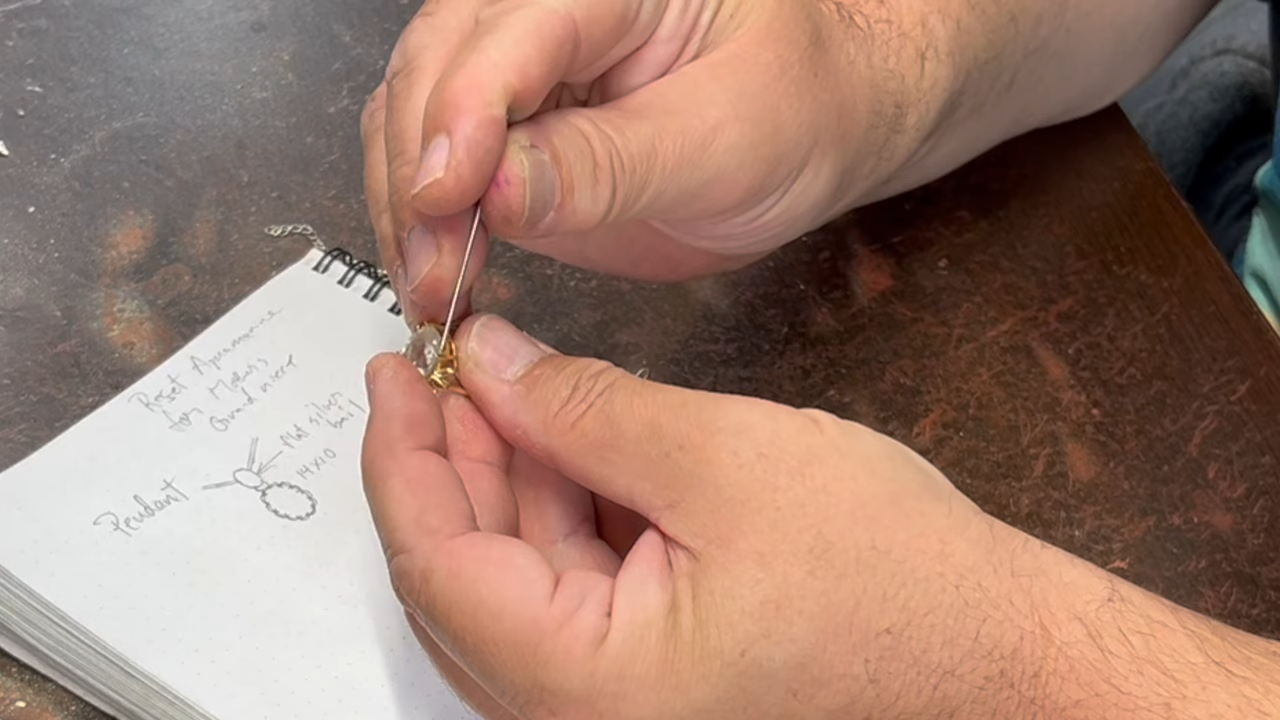 Reset Aquamarine
for Mother's
Grand niece
Flat silver
bail
14x10
Pendant